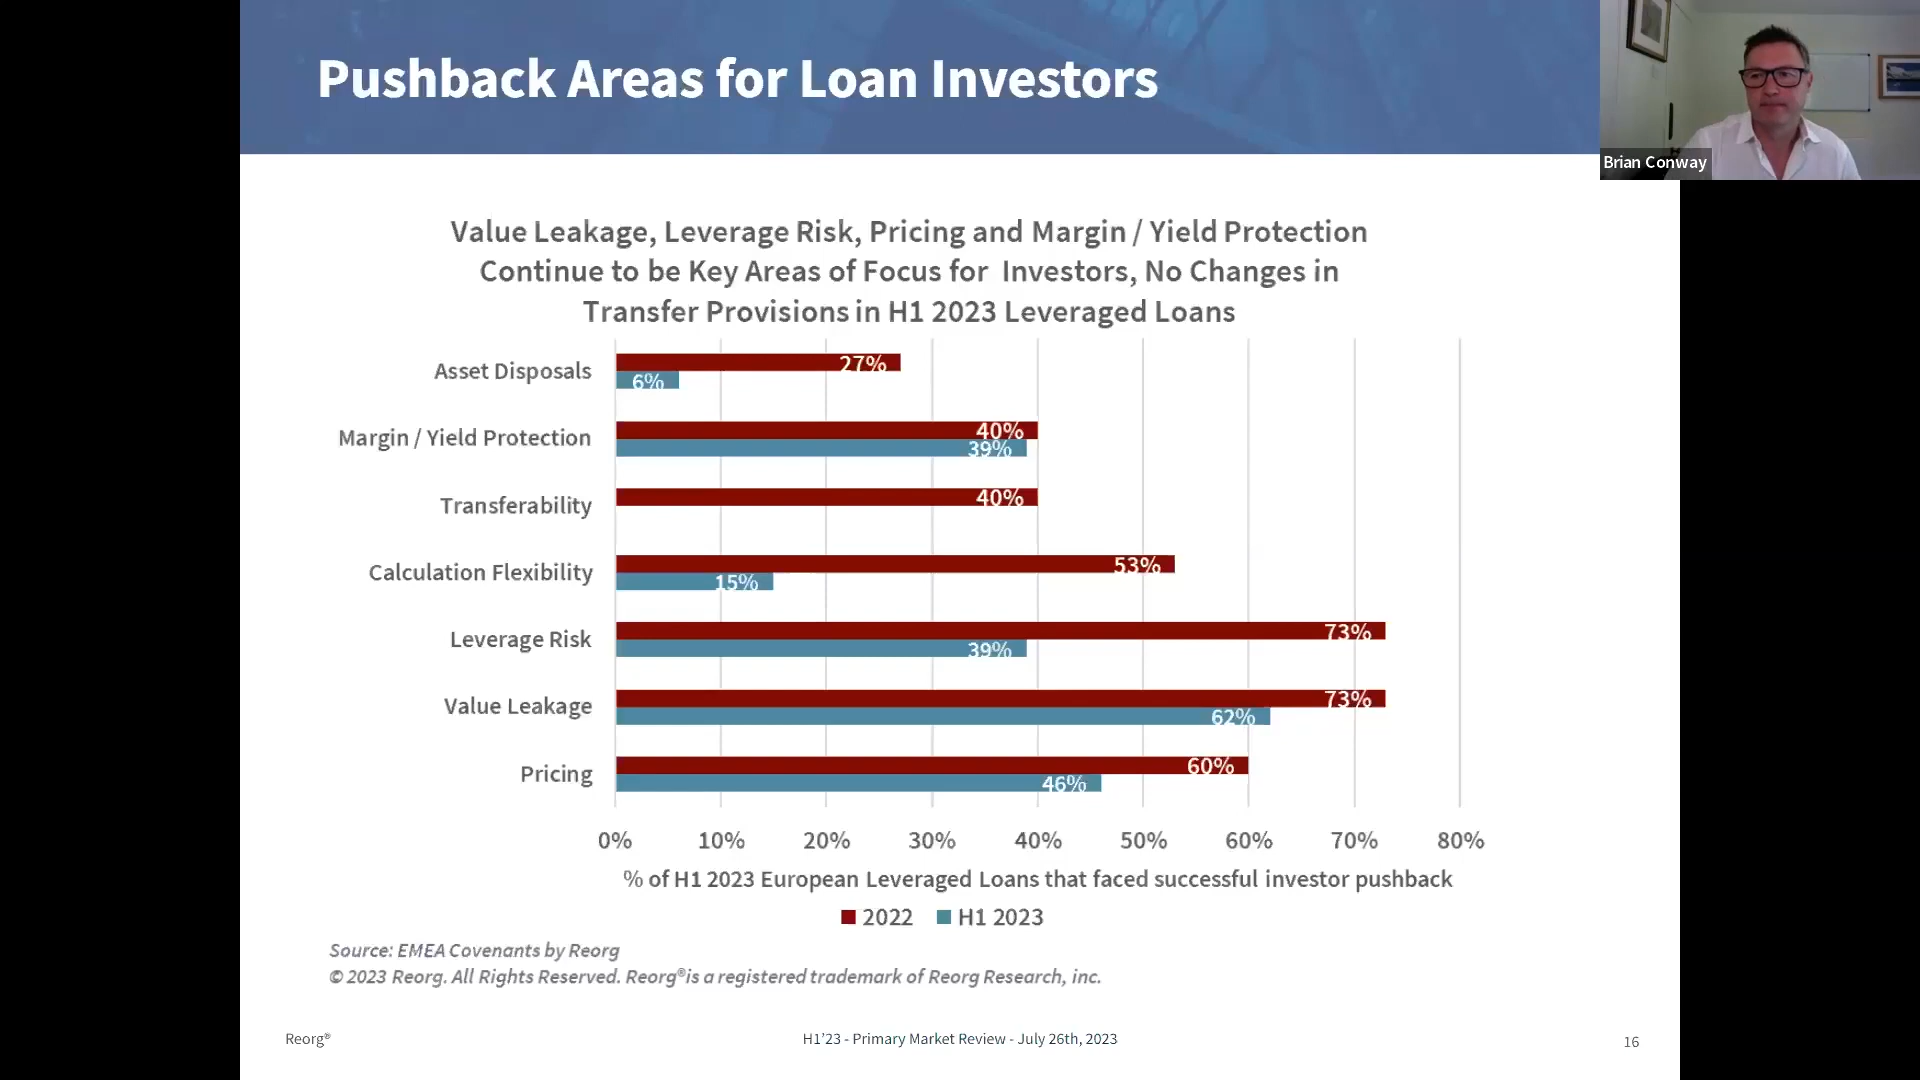 Pushback Areas for Loan Investors
Brian Conway
Value Leakage, Leverage Risk, Pricing and Margin / Yield Protection
Continue to be Key Areas of Focus for Investors, No Changes in
Transfer Provisions in H1 2023 Leveraged Loans
Asset Disposals
27%
6%
Margin / Yield Protection
40%
39%
Transferability
40%
Calculation Flexibility
53%
15%
Leverage Risk
73%
39%
Value Leakage
73%
62%
Pricing
60%
46%
0% 10% 20% 30% 40% 50% 60% 70% 80%
% of H1 2023 European Leveraged Loans that faced successful investor pushback
2022 H1 2023
Source: EMEA Covenants by Reorg
© 2023 Reorg. All Rights Reserved. Reorg®is a registered trademark of Reorg Research, inc.
Reorg® H1’23 - Primary Market Review - July 26th, 2023 16